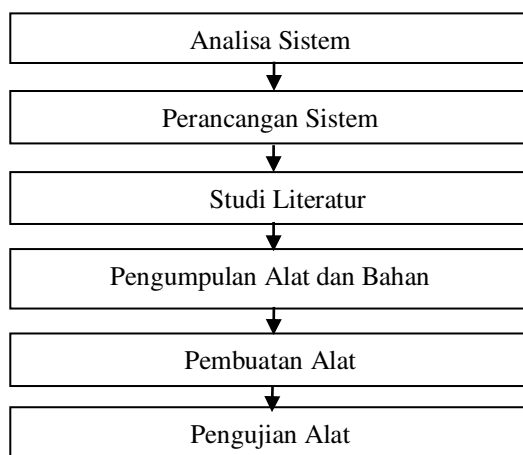 Analisa Sistem
Perancangan Sistem
Studi Literatur
Pengumpulan Alat dan Bahan
Pembuatan Alat
Pengujian Alat